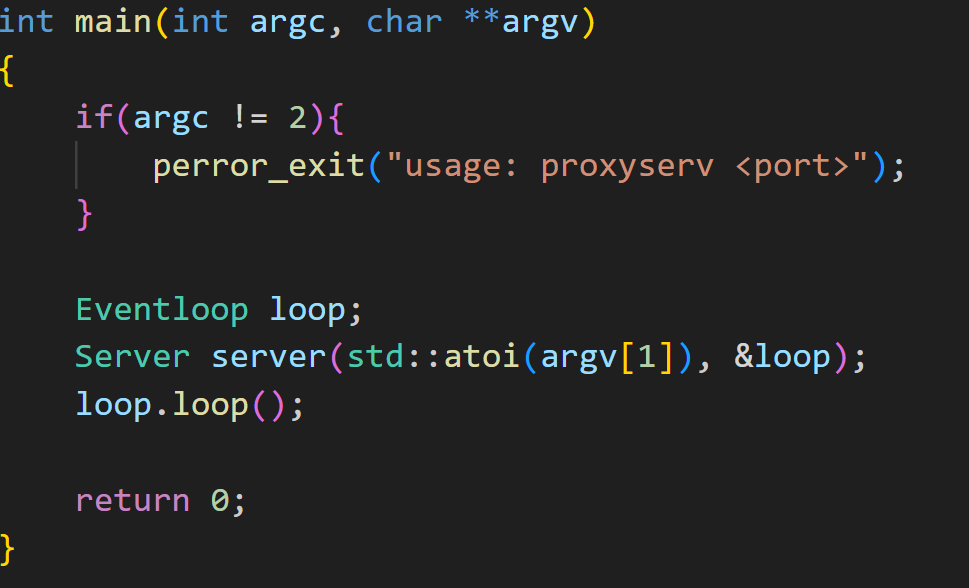 int main(int argc, char **argv)
{
    if(argc != 2){
        perror_exit("usage: proxyserv <port>");
    }

    Eventloop loop;
    Server server(std::atoi(argv[1]), &loop);
    loop.loop();

    return 0;
}